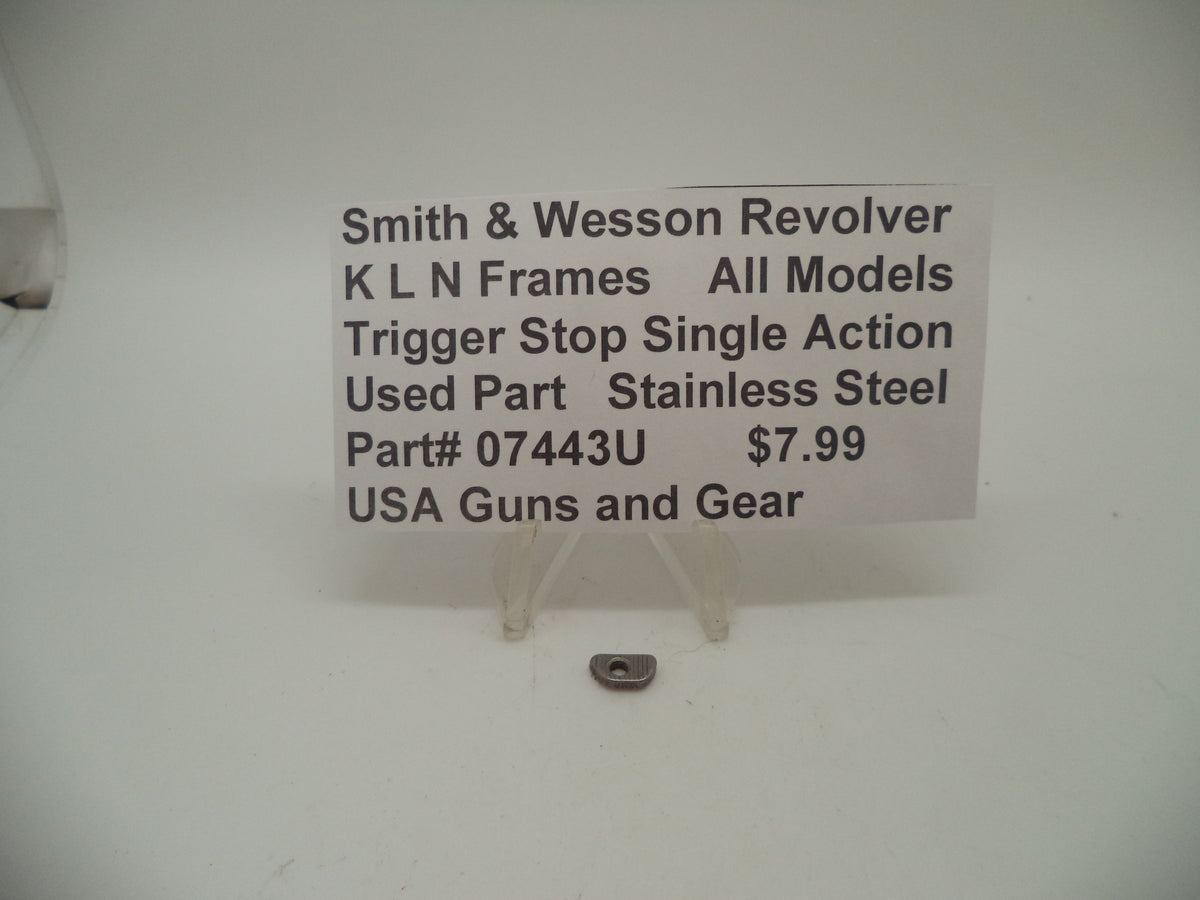 Smith & Wesson Revolver
K L N Frames All Models
Trigger Stop Single Action
Used Part Stainless Steel
Part# 07443U $7.99
USA Guns and Gear